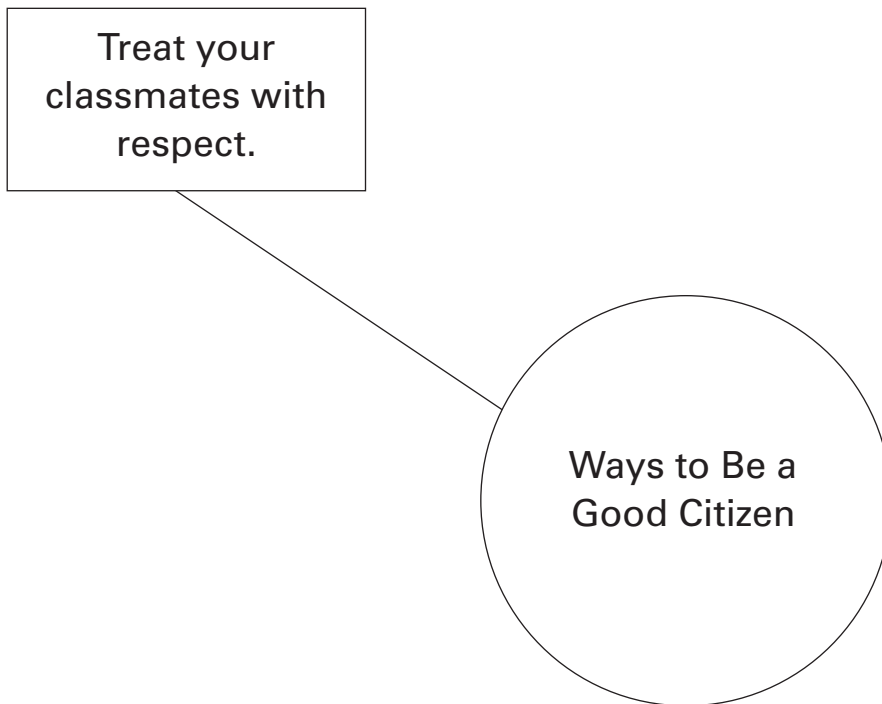 Treat your
classmates with
respect.
Ways to Be a
Good Citizen